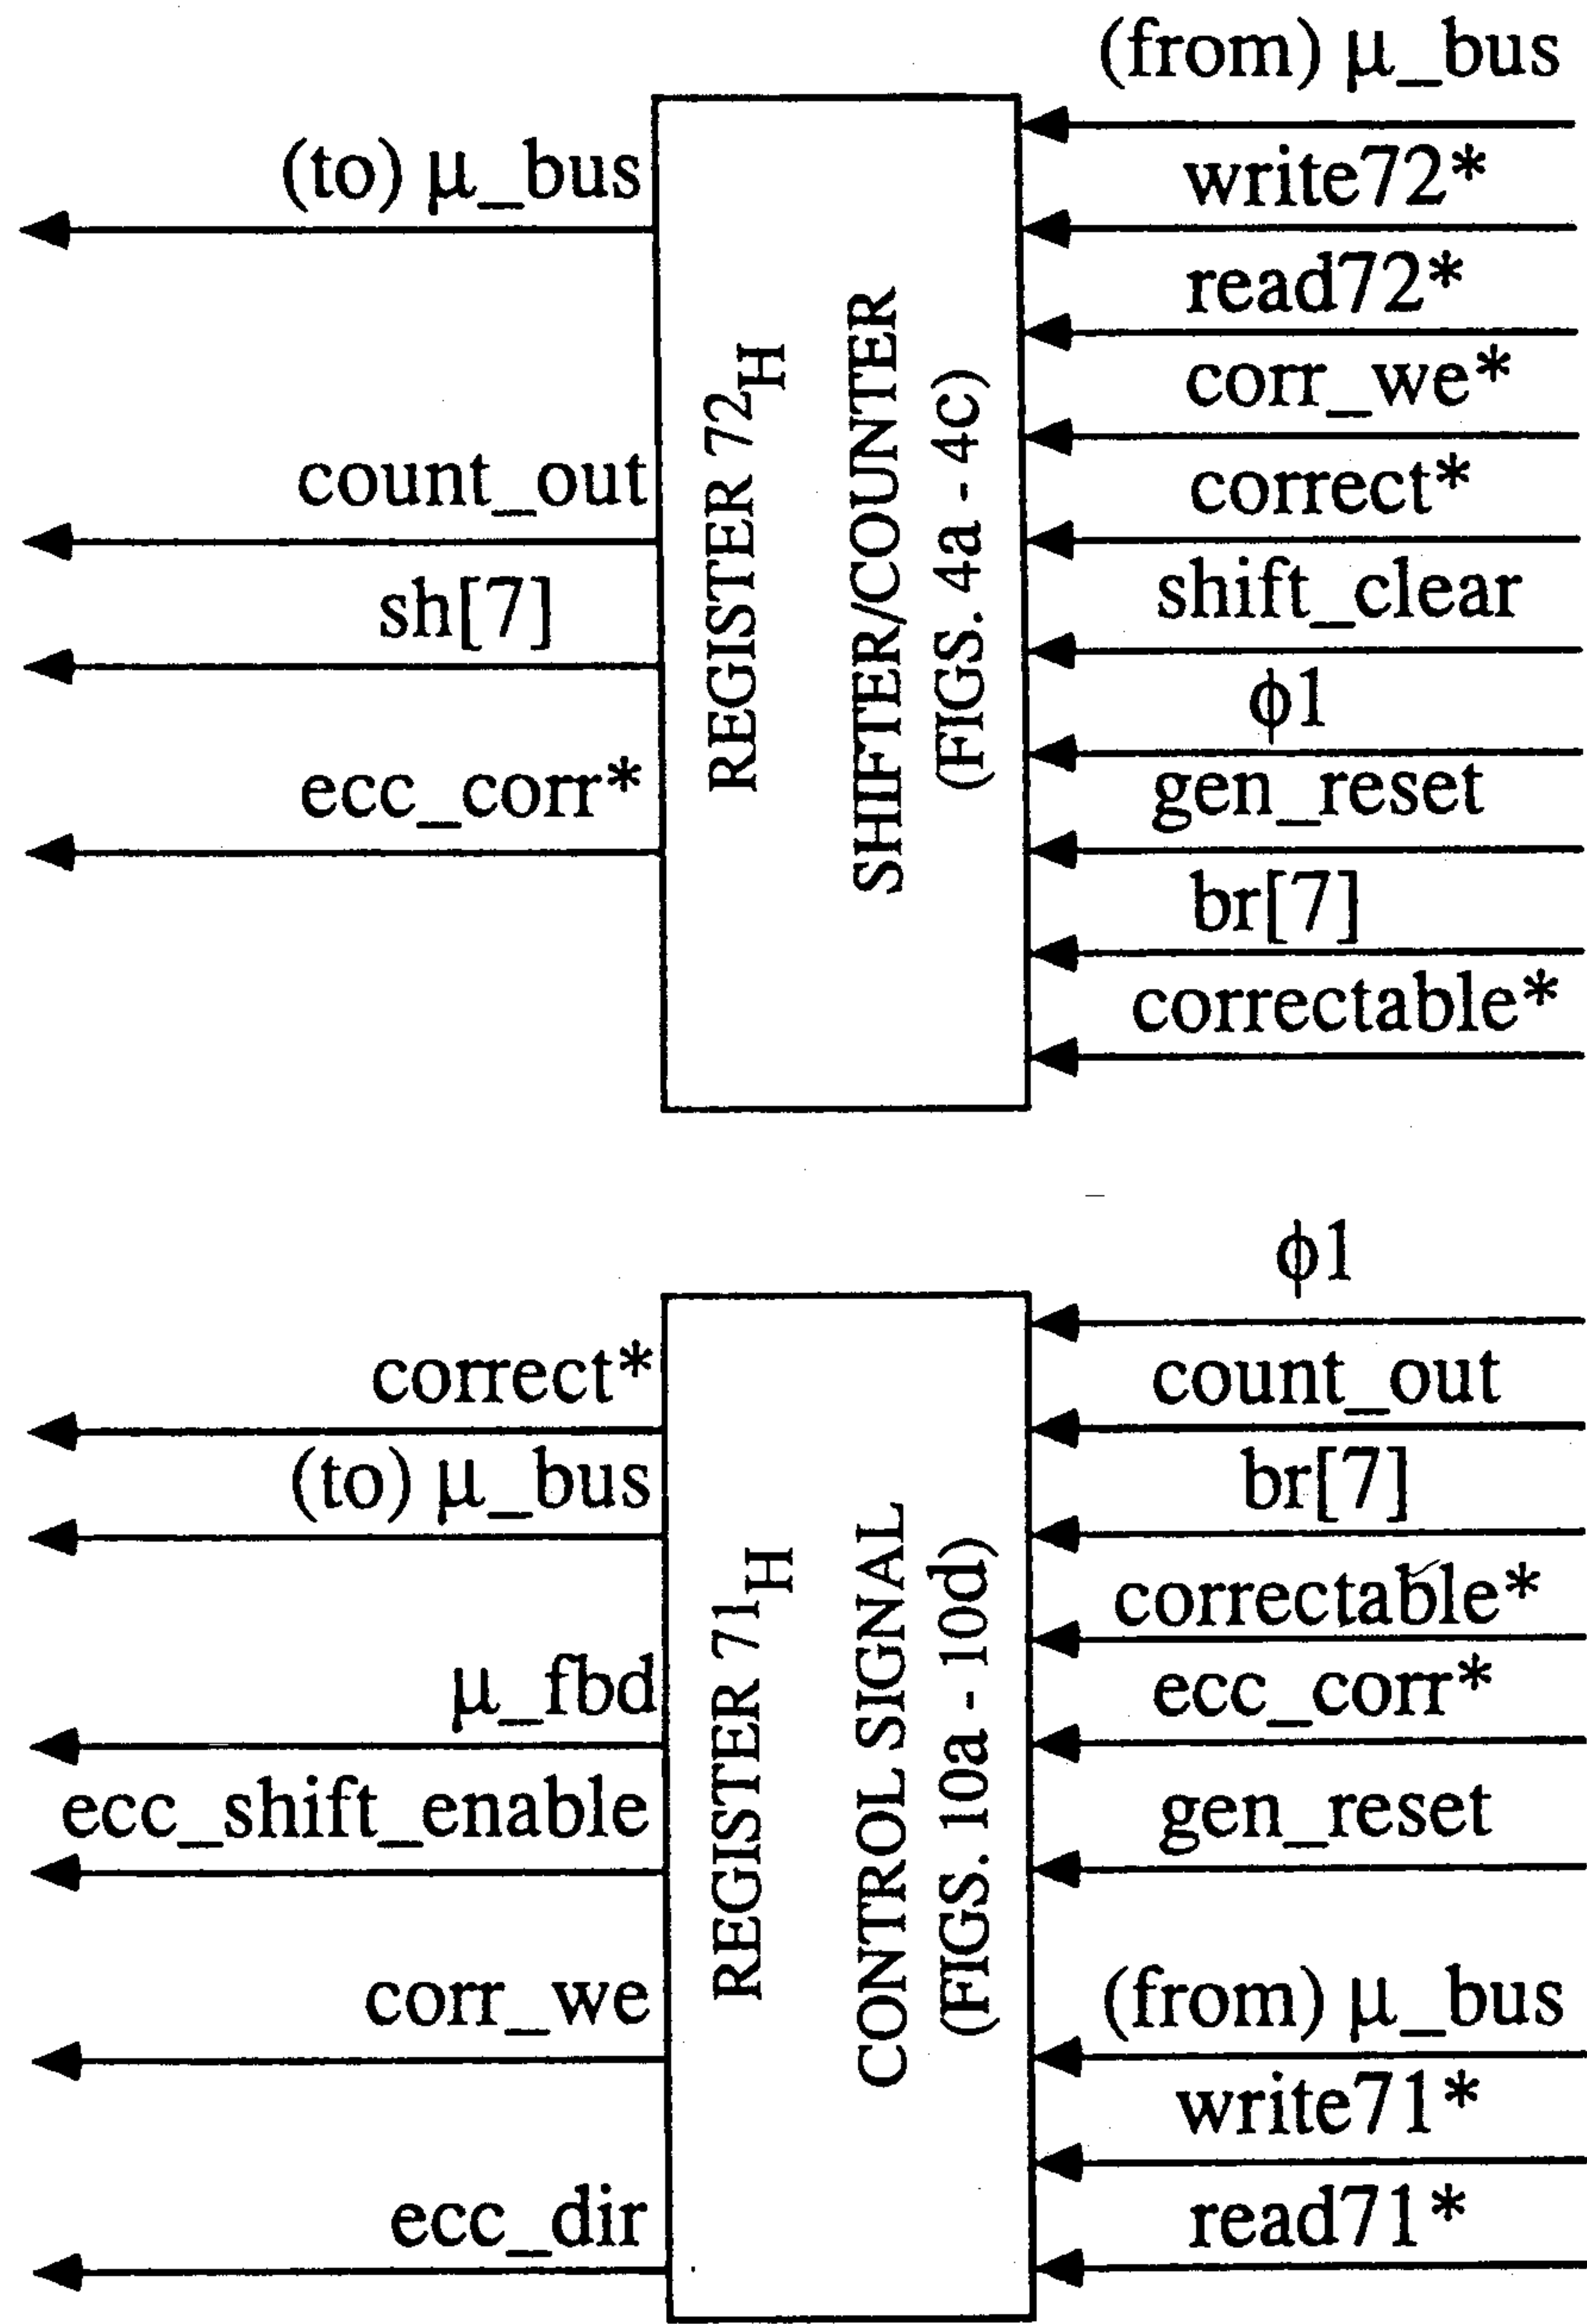 (from) μ_bus
(to) μ_bus
write72*
read72*
corr_we*
count_out
correct*
sh[7]
shift_clear
ϕ1
ecc_corr*
gen_reset
br[7]
correctable*
REGISTER 72H
SHIFTER/COUNTER
(FIGS. 4a - 4c)
ϕ1
correct*
count_out
(to) μ_bus
br[7]
correctable*
μ_fbd
ecc_corr*
ecc_shift_enable
gen_reset
corr_we
(from) μ_bus
write71*
ecc_dir
read71*
REGISTER 71H
CONTROL SIGNAL
(FIGS. 10a - 10d)